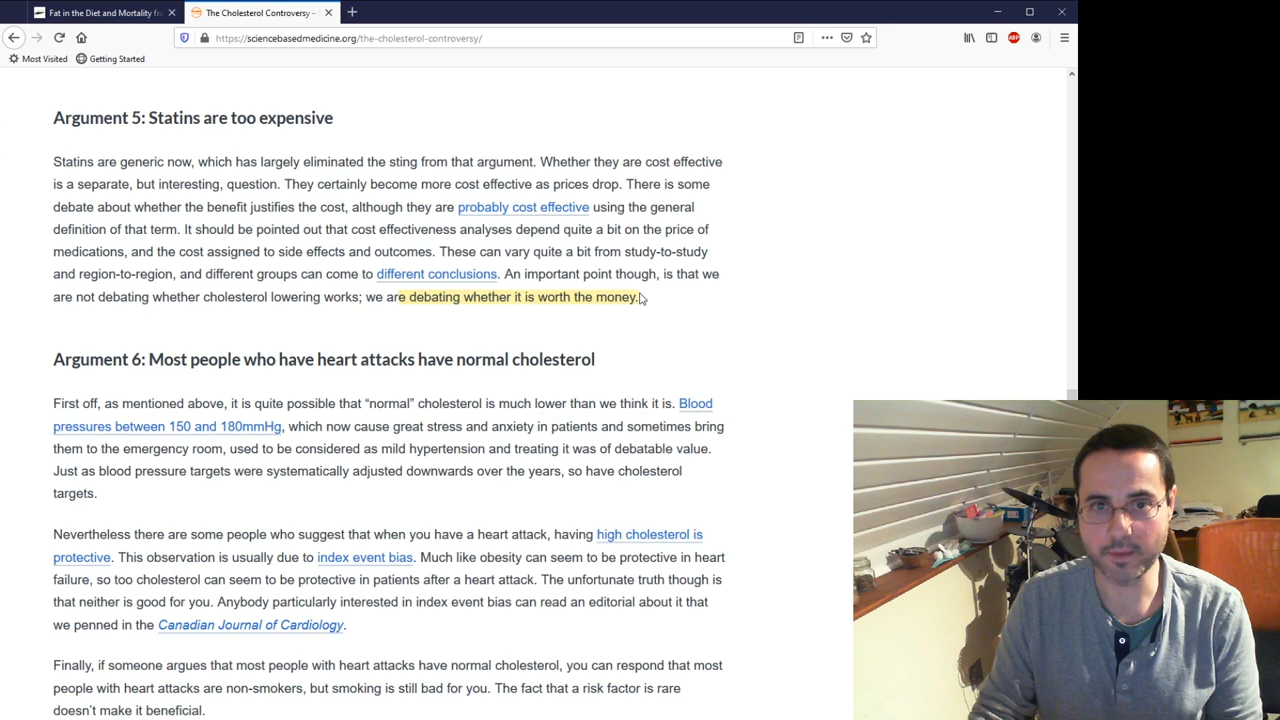 Fat in the Diet and Mortality fr
The Cholesterol Controversy –
https://sciencebasedmedicine.org/the-cholesterol-controversy/
ABP
Most Visited
Getting Started
Argument 5: Statins are too expensive
Statins are generic now, which has largely eliminated the sting from that argument. Whether they are cost effective
is a separate, but interesting, question. They certainly become more cost effective as prices drop. There is some
debate about whether the benefit justifies the cost, although they are probably cost effective using the general
definition of that term. It should be pointed out that cost effectiveness analyses depend quite a bit on the price of
medications, and the cost assigned to side effects and outcomes. These can vary quite a bit from study-to-study
and region-to-region, and different groups can come to different conclusions. An important point though, is that we
are not debating whether cholesterol lowering works; we are debating whether it is worth the money.
Argument 6: Most people who have heart attacks have normal cholesterol
First off, as mentioned above, it is quite possible that “normal” cholesterol is much lower than we think it is. Blood
pressures between 150 and 180mmHg, which now cause great stress and anxiety in patients and sometimes bring
them to the emergency room, used to be considered as mild hypertension and treating it was of debatable value.
Just as blood pressure targets were systematically adjusted downwards over the years, so have cholesterol
targets.
Nevertheless there are some people who suggest that when you have a heart attack, having high cholesterol is
protective. This observation is usually due to index event bias. Much like obesity can seem to be protective in heart
failure, so too cholesterol can seem to be protective in patients after a heart attack. The unfortunate truth though is
that neither is good for you. Anybody particularly interested in index event bias can read an editorial about it that
we penned in the Canadian Journal of Cardiology.
Finally, if someone argues that most people with heart attacks have normal cholesterol, you can respond that most
people with heart attacks are non-smokers, but smoking is still bad for you. The fact that a risk factor is rare
doesn’t make it beneficial.